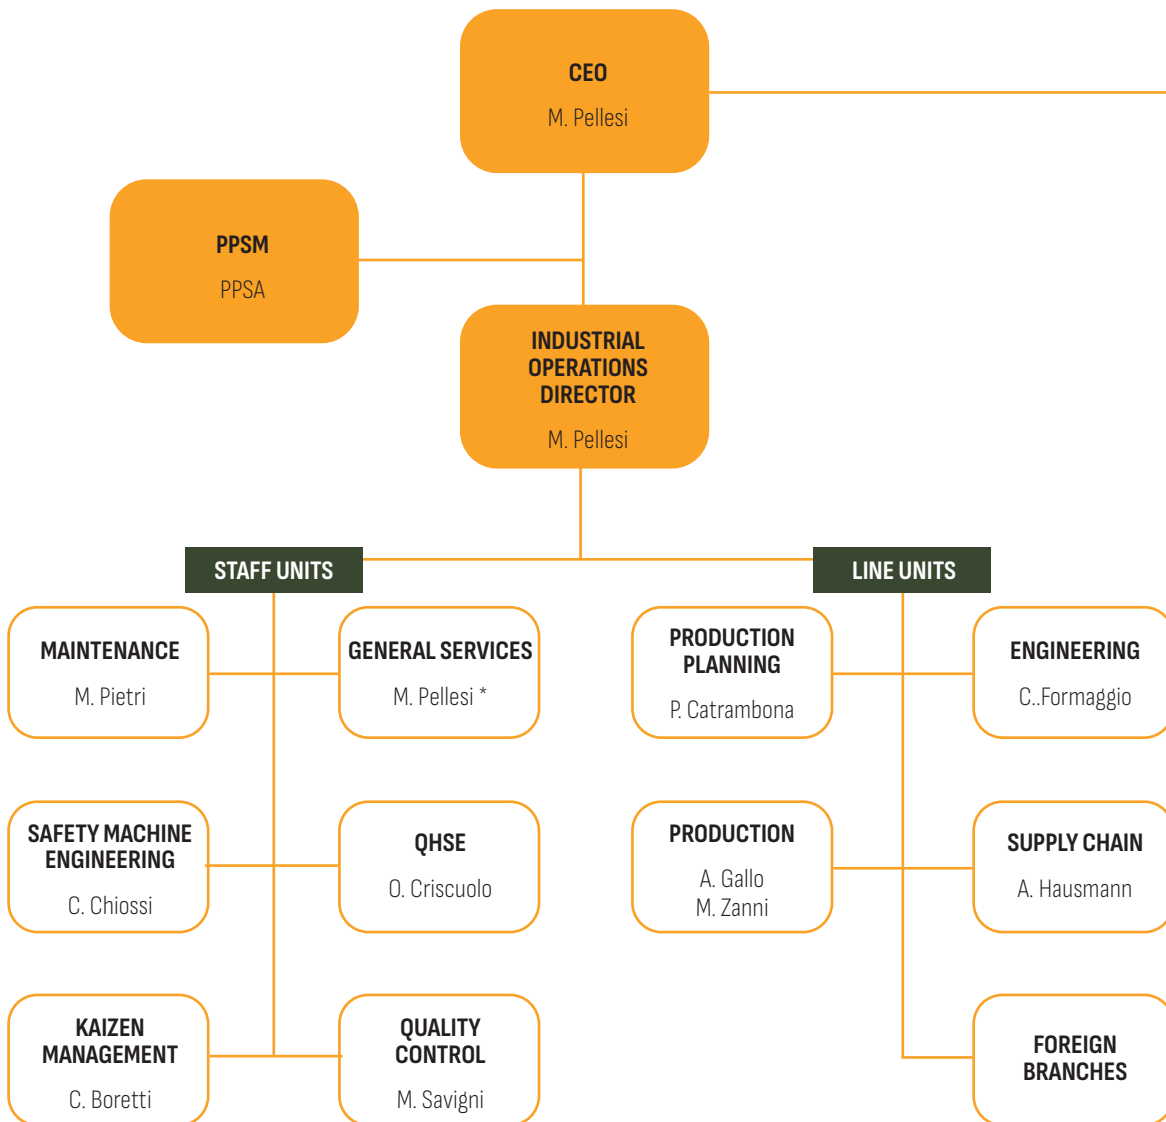 CEO
M. Pellesi
PPSM
PPSA
INDUSTRIAL
OPERATIONS
DIRECTOR
M. Pellesi
STAFF UNITS
LINE UNITS
MAINTENANCE
M. Pietri
GENERAL SERVICES
M. Pellesi *
PRODUCTION
PLANNING
P. Catrambona
ENGINEERING
C..Formaggio
SAFETY MACHINE
ENGINEERING
C. Chiossi
QHSE
O. Criscuolo
PRODUCTION
A. Gallo
M. Zanni
SUPPLY CHAIN
A. Hausmann
KAIZEN
MANAGEMENT
C. Boretti
QUALITY
CONTROL
M. Savigni
FOREIGN
BRANCHES